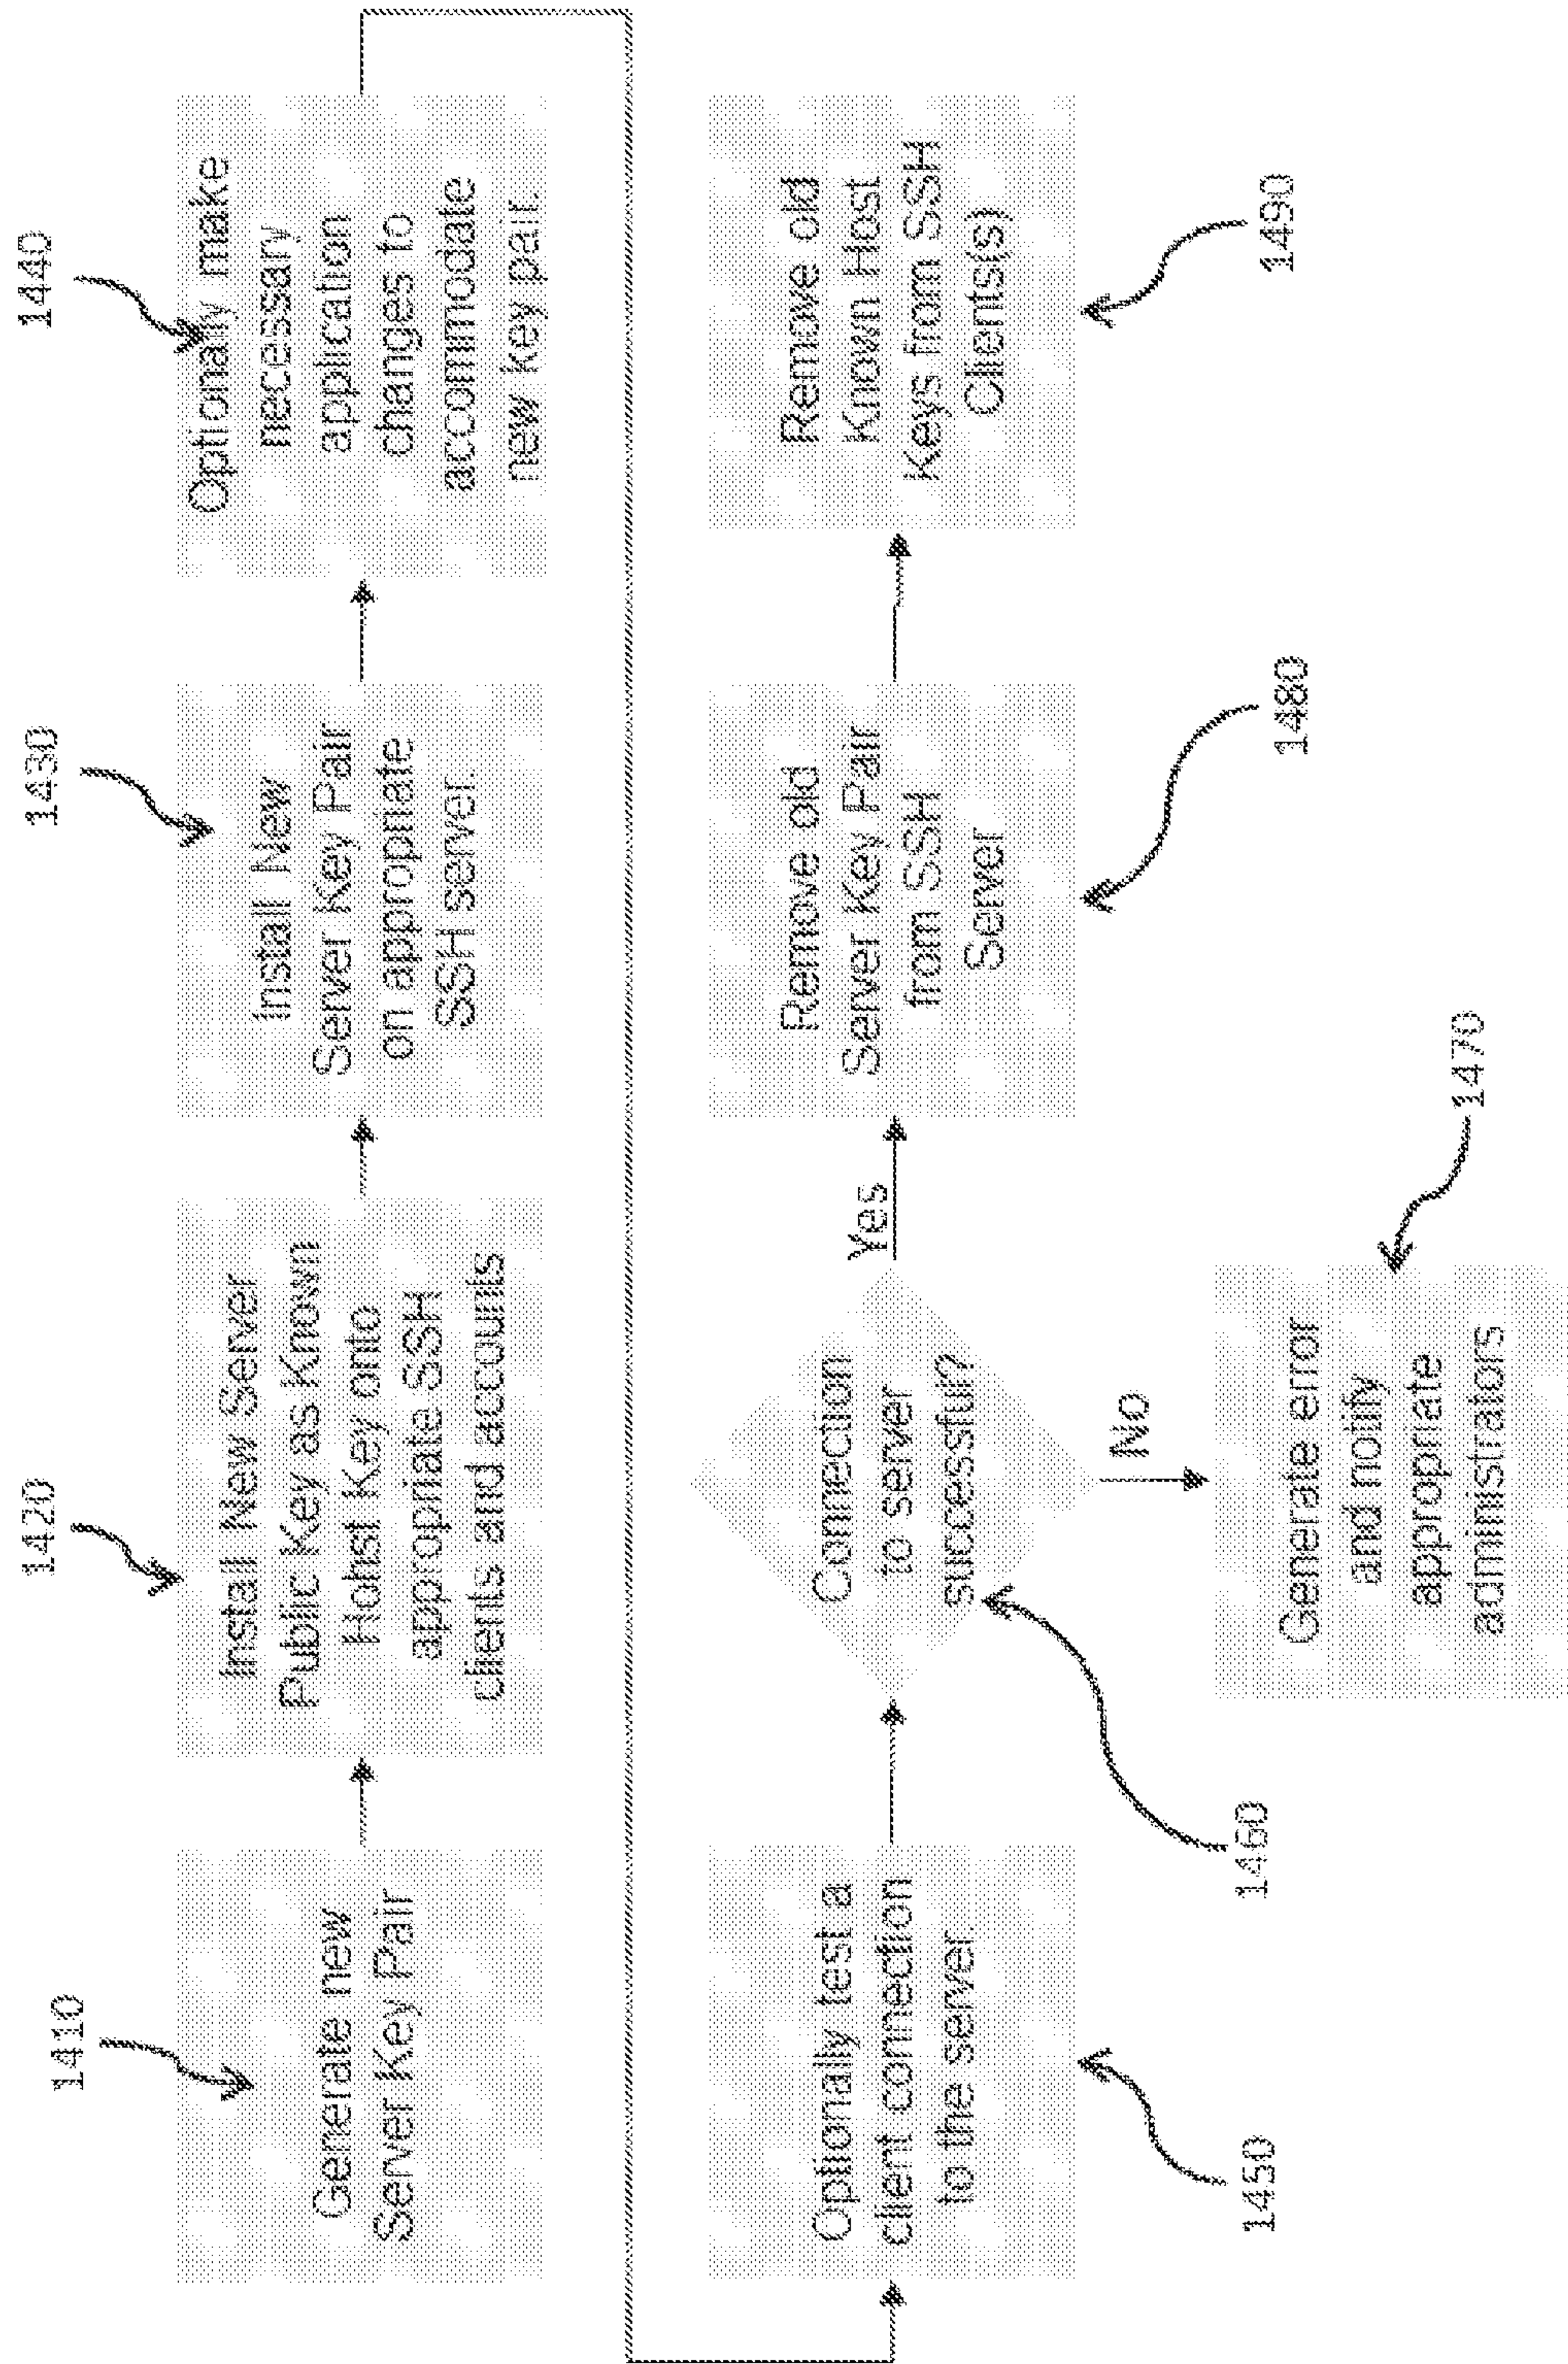 1410
Generate new
Server Key Pair
1420
Install New Server
Public Key as Known
Hohst Key onto
appropriate SSH
clients and accounts
1430
Install New
Server Key Pair
on appropriate
SSH server.
1440
Optionally make
necessary
application
changes to
accommodate
new key pair.
Optionally test a
client connection
to the server.
1450
Connection
to server
successful?
1460
Yes
No
Generate error
and notify
appropriate
administrators
1470
Remove old
Server Key Pair
from SSH
Server
1480
Remove old
Known Host
Keys from SSH
Clients(s)
1490